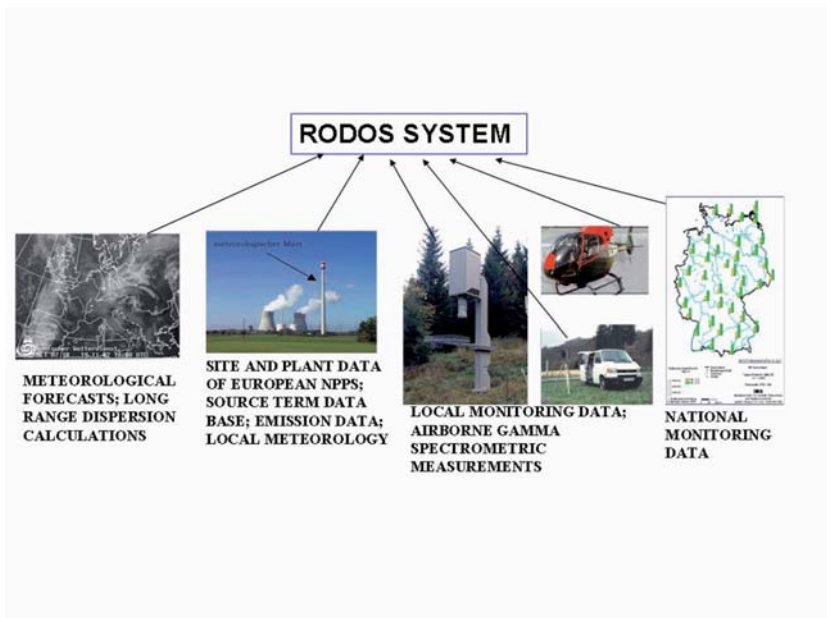 RODOS SYSTEM
meteorologischer Mast
METEOROLOGICAL
FORECASTS; LONG
RANGE DISPERSION
CALCULATIONS
SITE AND PLANT DATA
OF EUROPEAN NPPS;
SOURCE TERM DATA
BASE; EMISSION DATA;
LOCAL METEOROLOGY
LOCAL MONITORING DATA;
AIRBORNE GAMMA
SPECTROMETRIC
MEASUREMENTS
NATIONAL
MONITORING
DATA